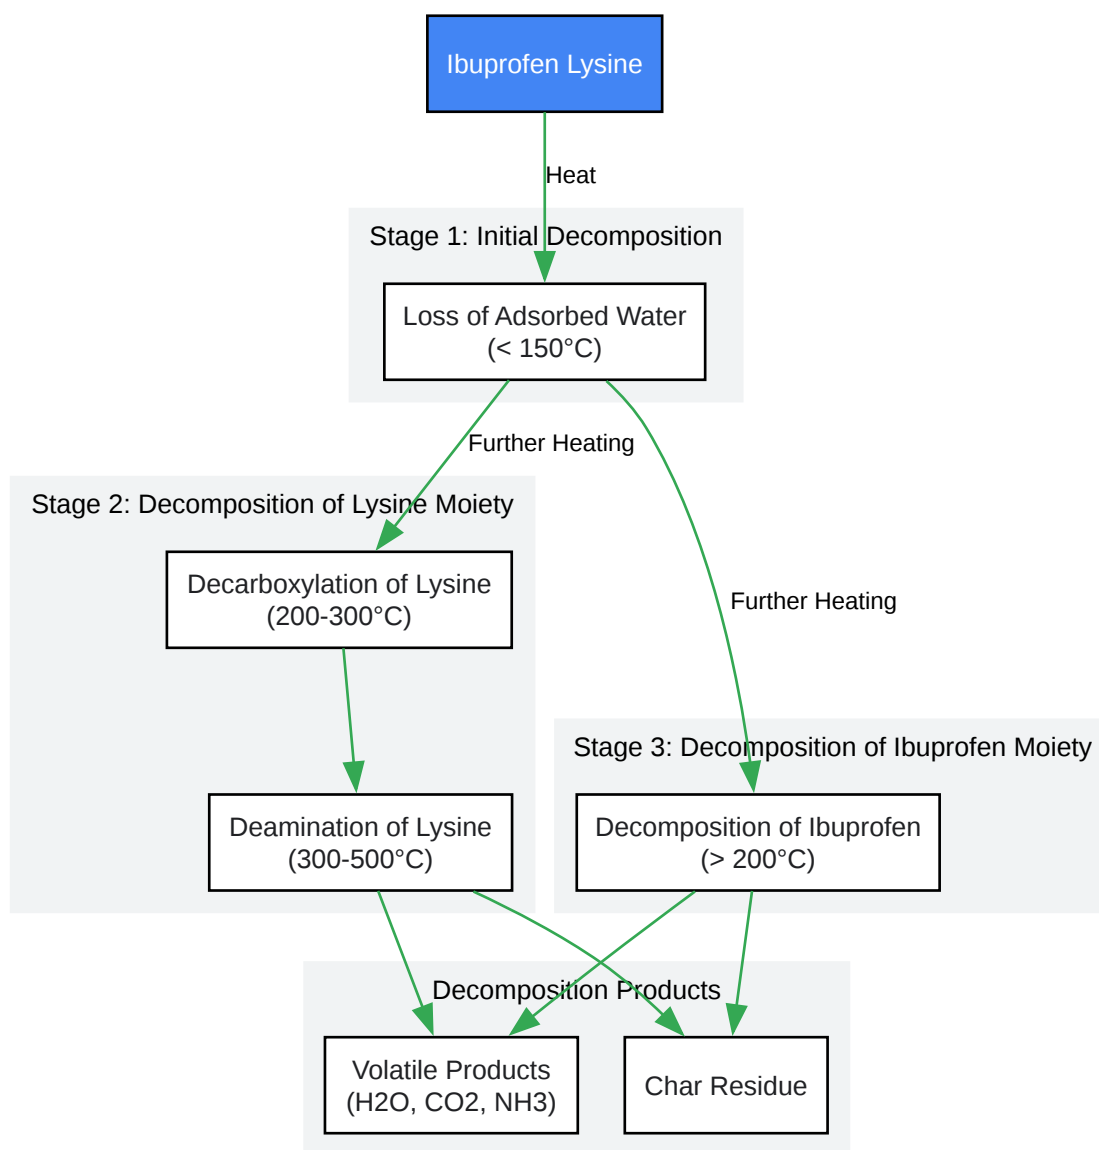 Ibuprofen Lysine
Heat
Stage 1: Initial Decomposition
Loss of Adsorbed Water
(< 150°C)
Further Heating
Stage 2: Decomposition of Lysine Moiety
Decarboxylation of Lysine
(200-300°C)
Further Heating
Stage 3: Decomposition of Ibuprofen Moiety
Deamination of Lysine
(300-500°C)
Decomposition of Ibuprofen
(> 200°C)
Decomposition Products
Volatile Products
(H2O, CO2, NH3)
Char Residue